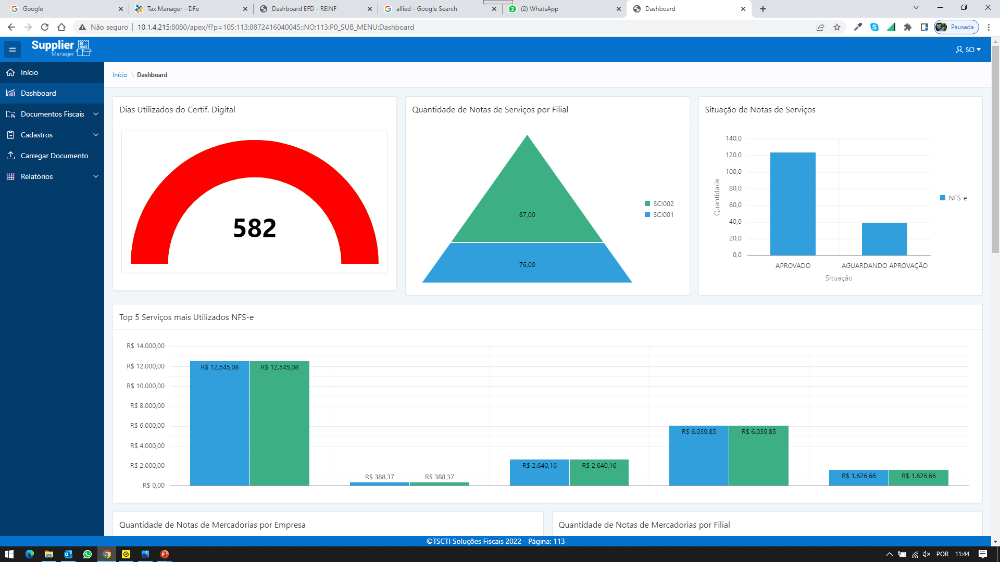 Google
Tax Manager - DFe
Dashboard EFD - REINF
allied - Google Search
2
(2) WhatsApp
Dashboard
Não seguro
10.1.4.215:8080/apex/f?p=105:113:8872416040045::NO:113:P0_SUB_MENU:Dashboard
Pausada
Supplier
Manager
SCI
Início
Dashboard
Documentos Fiscais
Cadastros
Carregar Documento
Relatórios
Início \ Dashboard
Dias Utilizados do Certif. Digital
582
Quantidade de Notas de Serviços por Filial
87,00
76,00
SCI002
SCI001
Situação de Notas de Serviços
140,0
120,0
100,0
80,0
60,0
40,0
20,0
0,0
Quantidade
APROVADO
AGUARDANDO APROVAÇÃO
Situação
NFS-e
Top 5 Serviços mais Utilizados NFS-e
R$ 14.000,00
R$ 12.000,00
R$ 10.000,00
R$ 8.000,00
R$ 6.000,00
R$ 4.000,00
R$ 2.000,00
R$ 0,00
R$ 12.545,08
R$ 12.545,08
R$ 388,37
R$ 388,37
R$ 2.640,16
R$ 2.640,16
R$ 6.039,85
R$ 6.039,85
R$ 1.626,66
R$ 1.626,66
Quantidade de Notas de Mercadorias por Empresa
Quantidade de Notas de Mercadorias por Filial
©TSCTI Soluções Fiscais 2022 - Página: 113
POR
11:44